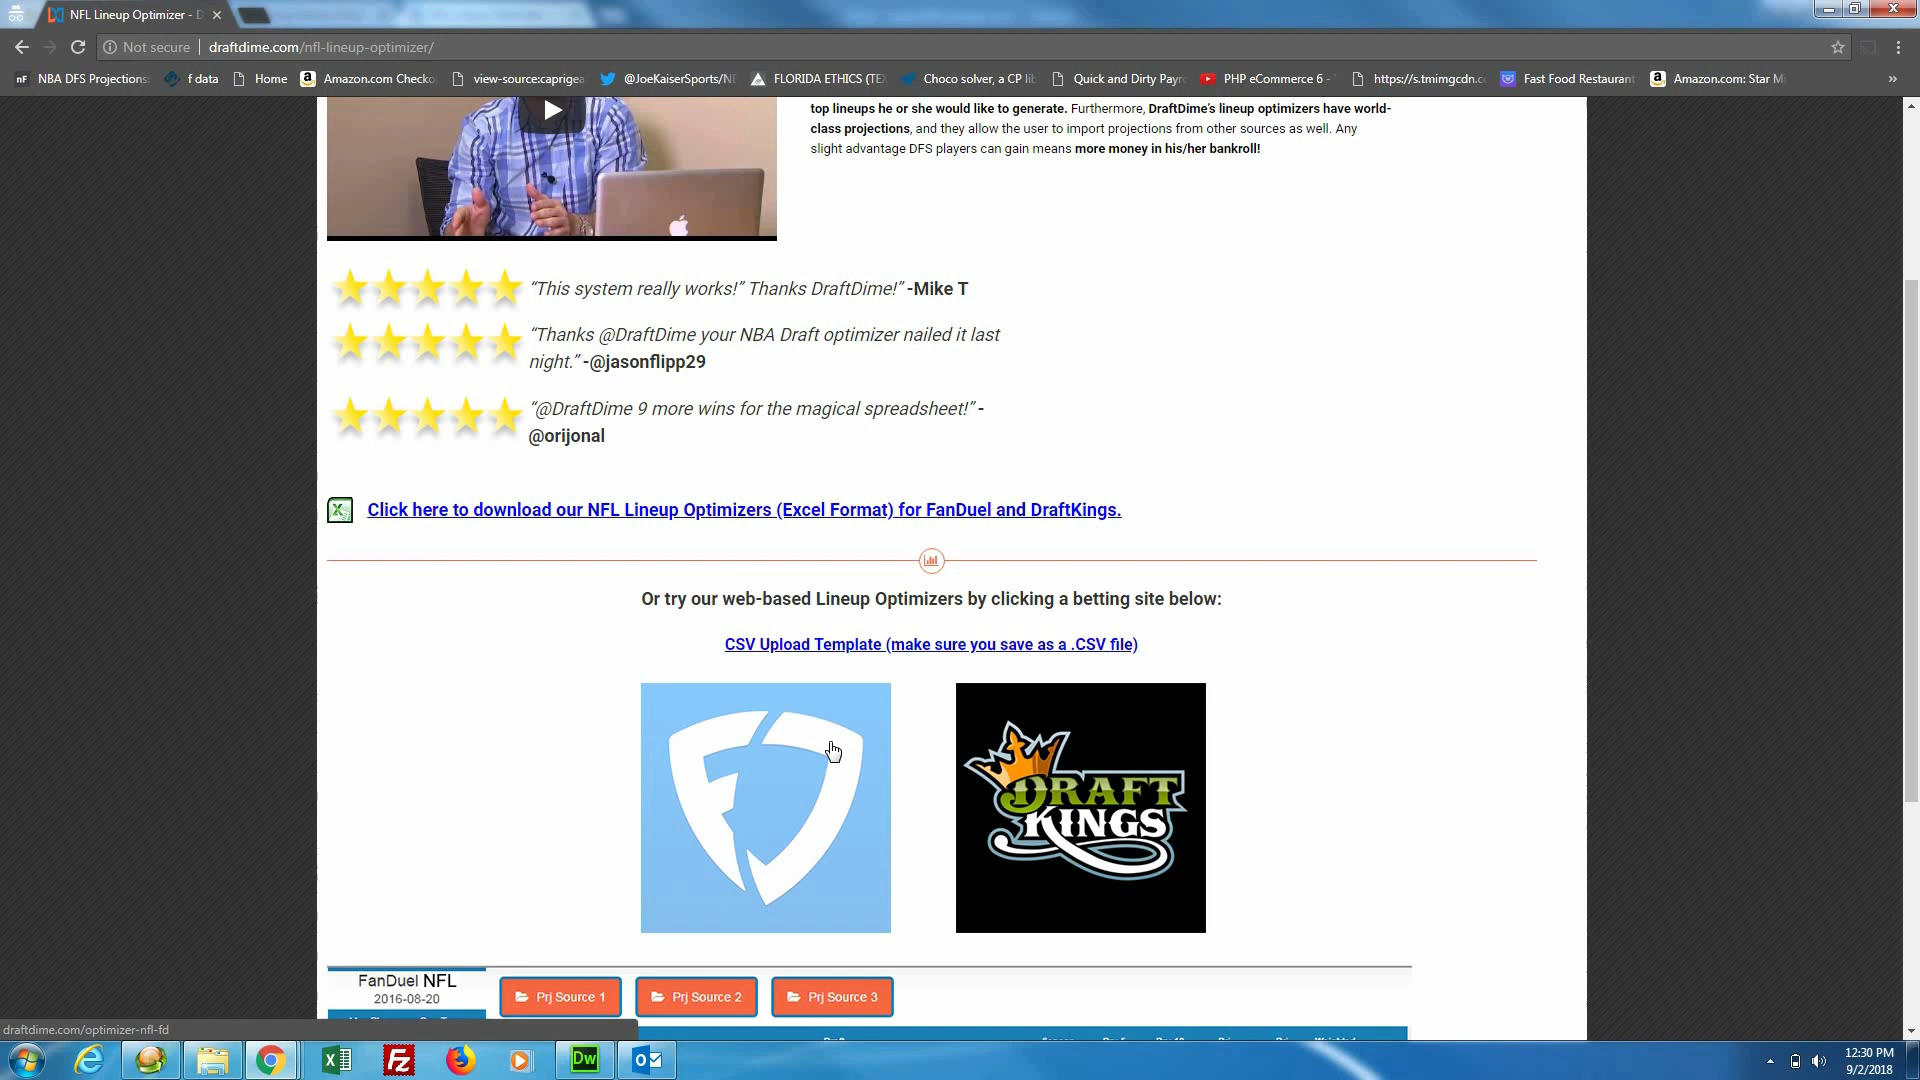 NFL Lineup Optimizer - D
Not secure | draftdime.com/nfl-lineup-optimizer/
nF NBA DFS Projections: f data Home Amazon.com Checko view-source:caprigea @JoeKaiserSports/NB FLORIDA ETHICS (TEX Choco solver, a CP lib Quick and Dirty Payr PHP eCommerce 6 - https://s.tmimgcdn.c Fast Food Restaurant Amazon.com: Star Mi »
top lineups he or she would like to generate. Furthermore, DraftDime's lineup optimizers have world-
class projections, and they allow the user to import projections from other sources as well. Any
slight advantage DFS players can gain means more money in his/her bankroll!
“This system really works!” Thanks DraftDime!” -Mike T
“Thanks @DraftDime your NBA Draft optimizer nailed it last
night.” -@jasonflipp29
“@DraftDime 9 more wins for the magical spreadsheet!” -
@orijonal
Click here to download our NFL Lineup Optimizers (Excel Format) for FanDuel and DraftKings.
Or try our web-based Lineup Optimizers by clicking a betting site below:
CSV Upload Template (make sure you save as a .CSV file)
DRAFT
KINGS
FanDuel NFL
2016-08-20
Prj Source 1 Prj Source 2 Prj Source 3
draftdime.com/optimizer-nfl-fd
Dw
12:30 PM
9/2/2018